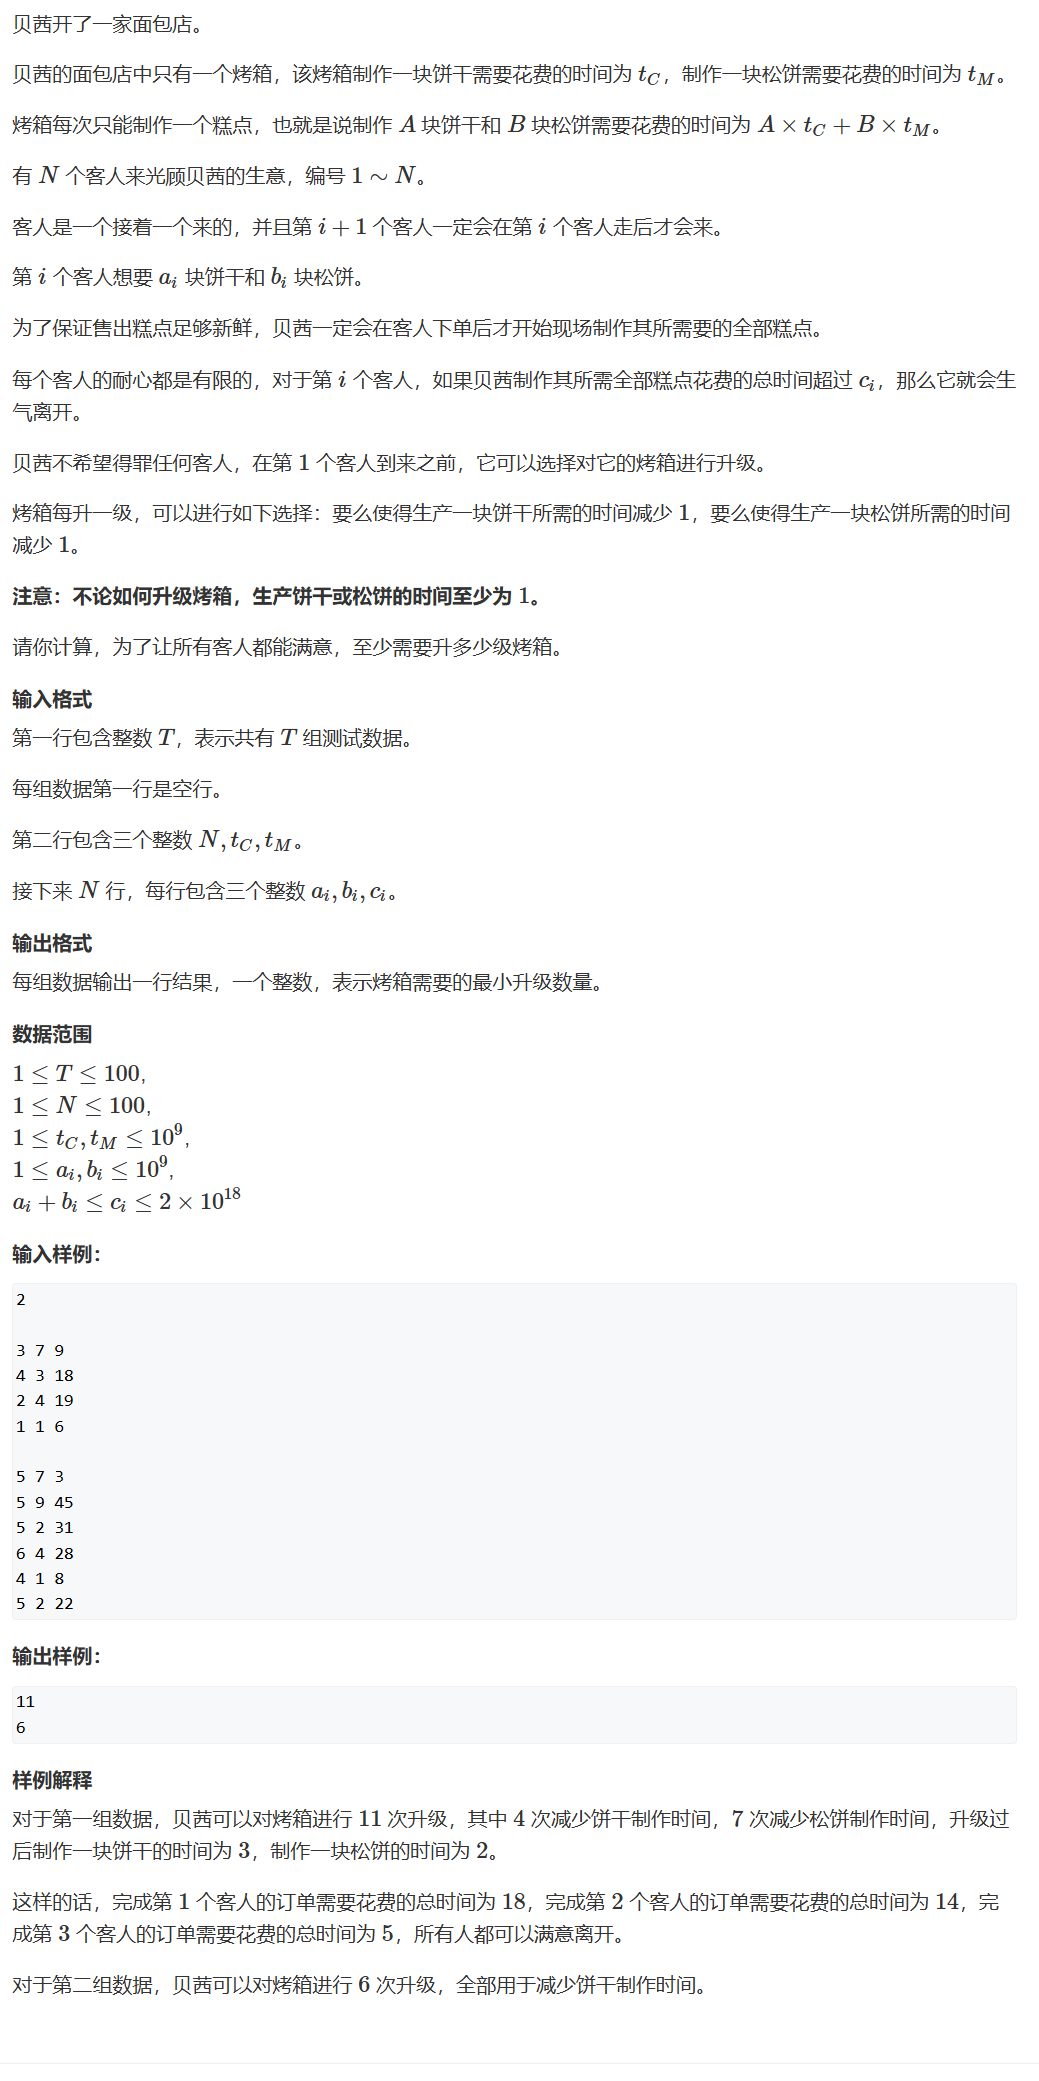 贝茜开了一家面包店。
贝茜的面包店中只有一个烤箱，该烤箱制作一块饼干需要花费的时间为 t_C，制作一块松饼需要花费的时间为 t_M。
烤箱每次只能制作一个糕点，也就是说制作 A 块饼干和 B 块松饼需要花费的时间为 A × t_C + B × t_M。
有 N 个客人来光顾贝茜的生意，编号 1 ∼ N。
客人是一个接着一个来的，并且第 i + 1 个客人一定会在第 i 个客人走后才会来。
第 i 个客人想要 a_i 块饼干和 b_i 块松饼。
为了保证售出糕点足够新鲜，贝茜一定会在客人下单后才开始现场制作其所需要的全部糕点。
每个客人的耐心都是有限的，对于第 i 个客人，如果贝茜制作其所需全部糕点花费的总时间超过 c_i，那么它就会生
气离开。
贝茜不希望得罪任何客人，在第 1 个客人到来之前，它可以选择对它的烤箱进行升级。
烤箱每升一级，可以进行如下选择：要么使得生产一块饼干所需的时间减少 1，要么使得生产一块松饼所需的时间
减少 1。
注意：不论如何升级烤箱，生产饼干或松饼的时间至少为 1。
请你计算，为了让所有客人都能满意，至少需要升多少级烤箱。
输入格式
第一行包含整数 T，表示共有 T 组测试数据。
每组数据第一行是空行。
第二行包含三个整数 N, t_C, t_M。
接下来 N 行，每行包含三个整数 a_i, b_i, c_i。
输出格式
每组数据输出一行结果，一个整数，表示烤箱需要的最小升级数量。
数据范围
1 ≤ T ≤ 100,
1 ≤ N ≤ 100,
1 ≤ t_C, t_M ≤ 10^9,
1 ≤ a_i, b_i ≤ 10^9,
a_i + b_i ≤ c_i ≤ 2 × 10^18
输入样例：
2
3 7 9
4 3 18
2 4 19
1 1 6
5 7 3
5 9 45
5 2 31
6 4 28
4 1 8
5 2 22
输出样例：
11
6
样例解释
对于第一组数据，贝茜可以对烤箱进行 11 次升级，其中 4 次减少饼干制作时间，7 次减少松饼制作时间，升级过
后制作一块饼干的时间为 3，制作一块松饼的时间为 2。
这样的话，完成第 1 个客人的订单需要花费的总时间为 18，完成第 2 个客人的订单需要花费的总时间为 14，完
成第 3 个客人的订单需要花费的总时间为 5，所有人都可以满意离开。
对于第二组数据，贝茜可以对烤箱进行 6 次升级，全部用于减少饼干制作时间。